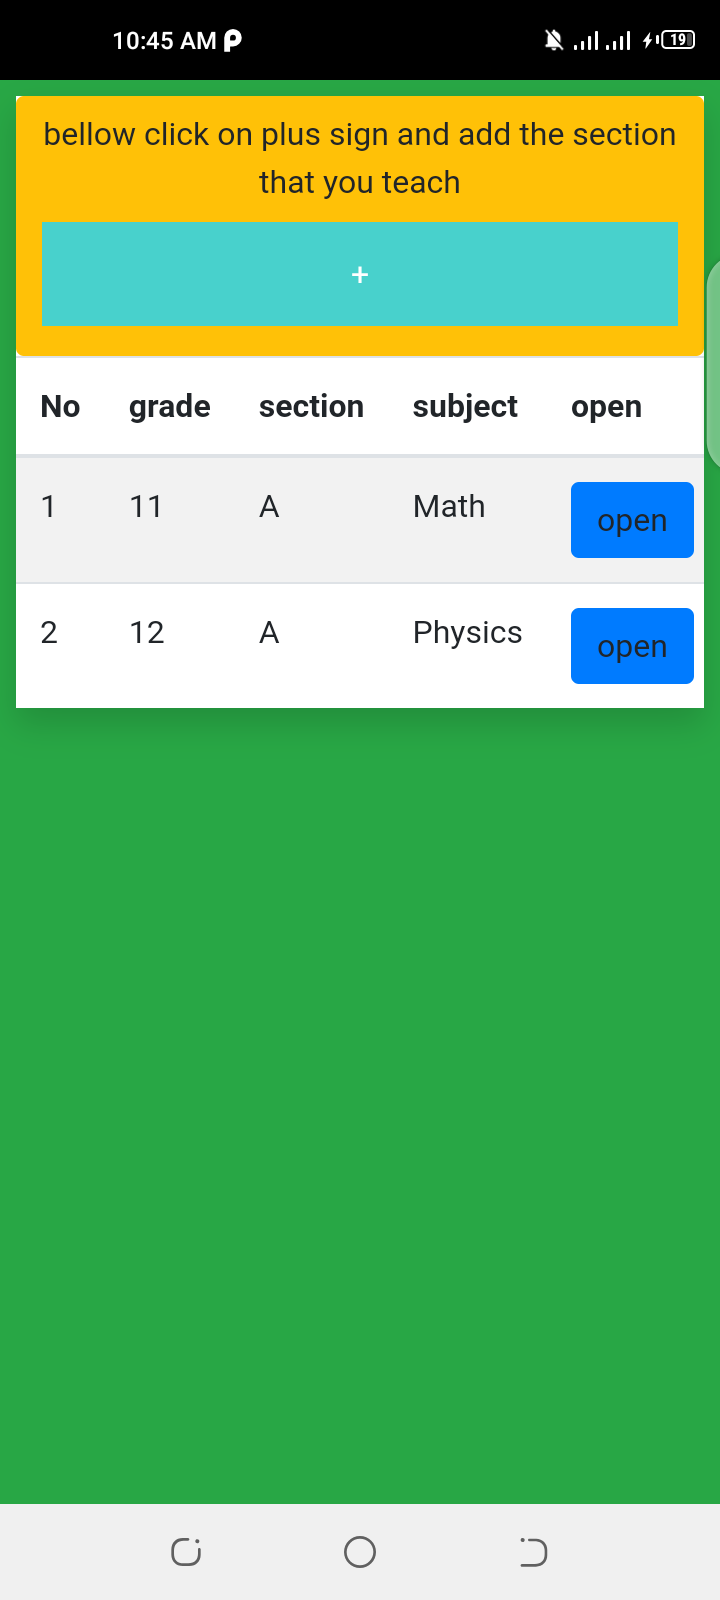 10:45 AM
19
bellow click on plus sign and add the section
that you teach
+
No grade section subject open
1 11 A Math open
2 12 A Physics open